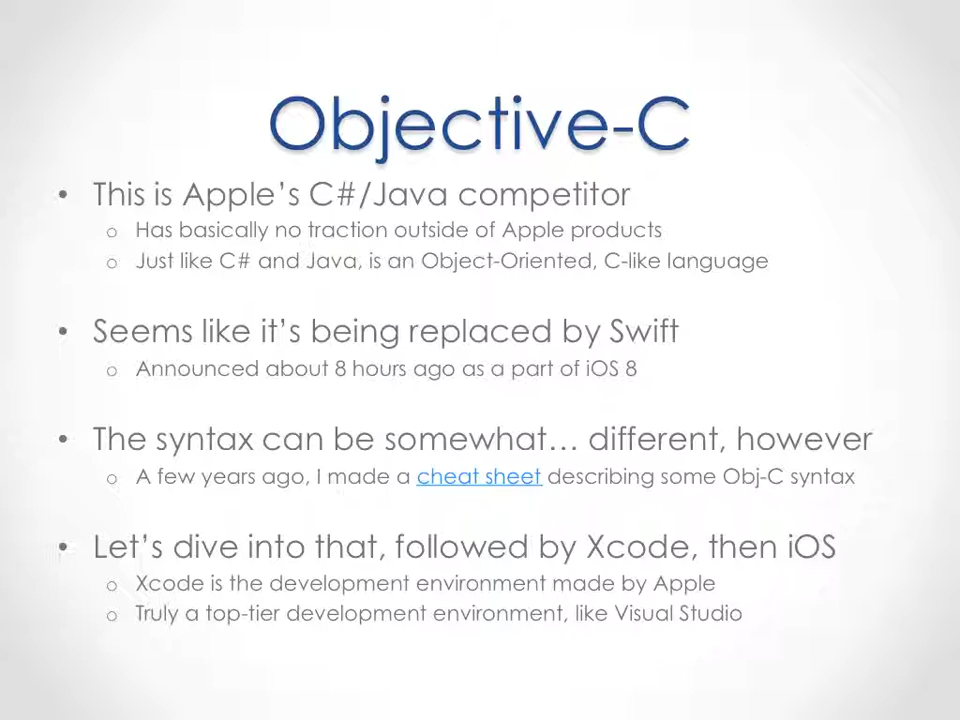 Objective-C
• This is Apple's C#/Java competitor
o Has basically no traction outside of Apple products
o Just like C# and Java, is an Object-Oriented, C-like language
• Seems like it's being replaced by Swift
o Announced about 8 hours ago as a part of iOS 8
• The syntax can be somewhat… different, however
o A few years ago, I made a cheat sheet describing some Obj-C syntax
• Let's dive into that, followed by Xcode, then iOS
o Xcode is the development environment made by Apple
o Truly a top-tier development environment, like Visual Studio